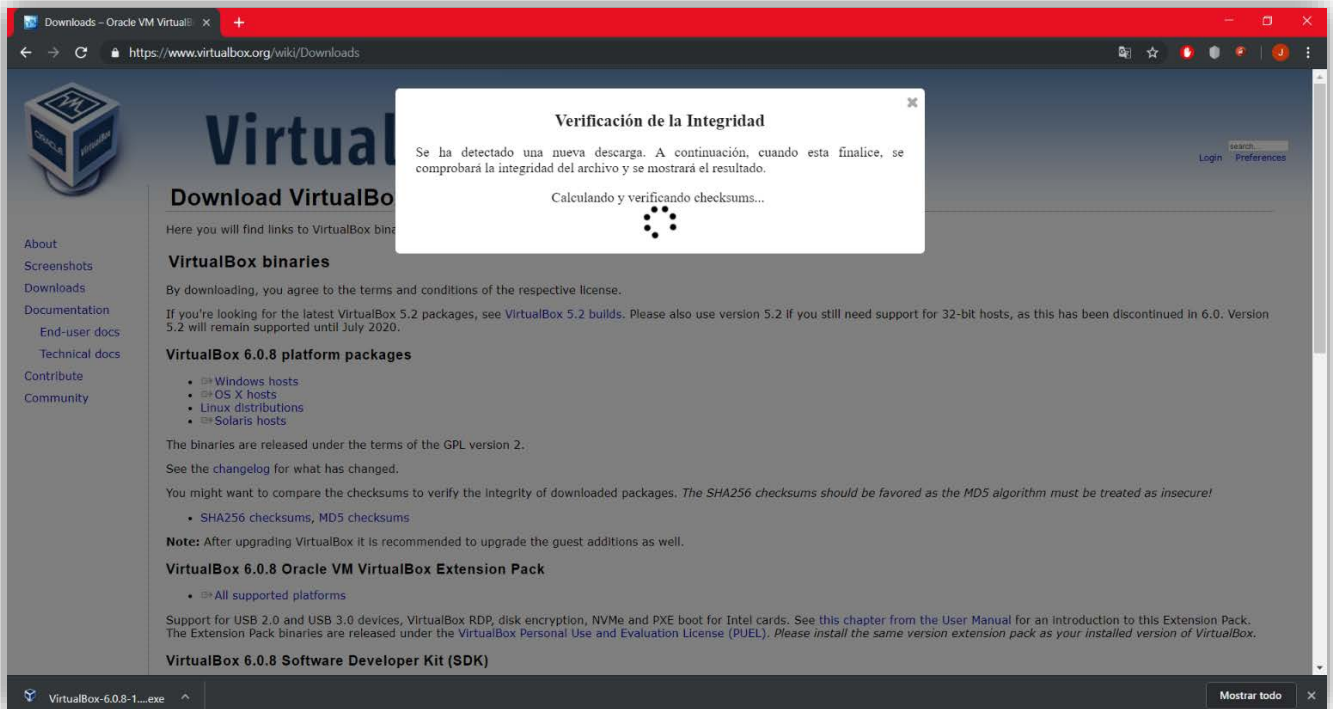 Downloads – Oracle VM VirtualB
https://www.virtualbox.org/wiki/Downloads
J
ORACLE
VirtualBox
Virtual
search...
Login Preferences
Verificación de la Integridad
Se ha detectado una nueva descarga. A continuación, cuando esta finalice, se
comprobará la integridad del archivo y se mostrará el resultado.
Calculando y verificando checksums...
About
Screenshots
Downloads
Documentation
End-user docs
Technical docs
Contribute
Community
Download VirtualBo
Here you will find links to VirtualBox bina
VirtualBox binaries
By downloading, you agree to the terms and conditions of the respective license.
If you're looking for the latest VirtualBox 5.2 packages, see VirtualBox 5.2 builds. Please also use version 5.2 if you still need support for 32-bit hosts, as this has been discontinued in 6.0. Version
5.2 will remain supported until July 2020.
VirtualBox 6.0.8 platform packages
• Windows hosts
• OS X hosts
• Linux distributions
• Solaris hosts
The binaries are released under the terms of the GPL version 2.
See the changelog for what has changed.
You might want to compare the checksums to verify the integrity of downloaded packages. The SHA256 checksums should be favored as the MD5 algorithm must be treated as insecure!
• SHA256 checksums, MD5 checksums
Note: After upgrading VirtualBox it is recommended to upgrade the guest additions as well.
VirtualBox 6.0.8 Oracle VM VirtualBox Extension Pack
• All supported platforms
Support for USB 2.0 and USB 3.0 devices, VirtualBox RDP, disk encryption, NVMe and PXE boot for Intel cards. See this chapter from the User Manual for an introduction to this Extension Pack.
The Extension Pack binaries are released under the VirtualBox Personal Use and Evaluation License (PUEL). Please install the same version extension pack as your installed version of VirtualBox.
VirtualBox 6.0.8 Software Developer Kit (SDK)
VirtualBox-6.0.8-1....exe
Mostrar todo